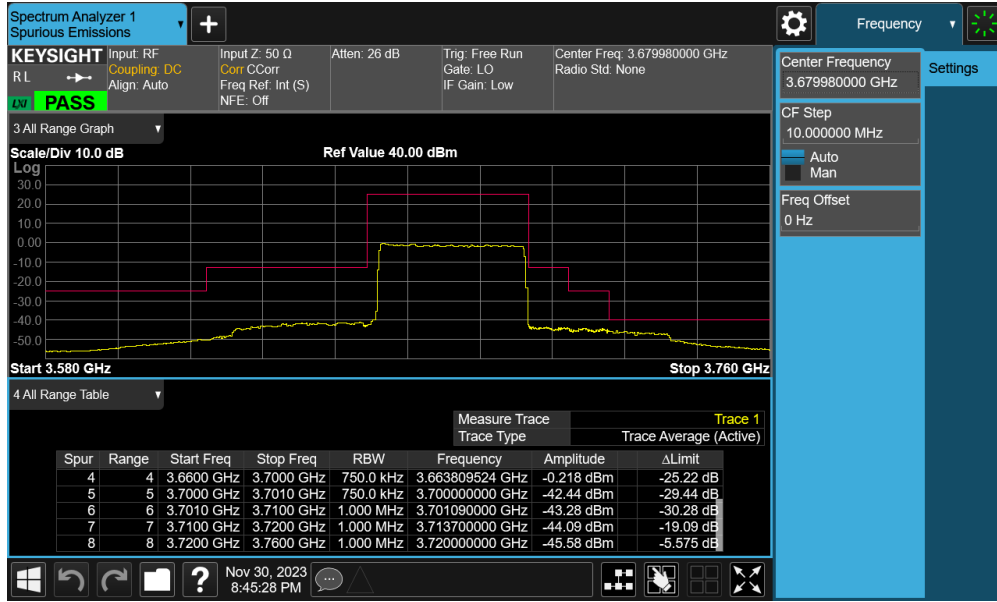 Spectrum Analyzer 1
Spurious Emissions
Frequency
KEYSIGHT
R L
LXI
PASS
Input: RF
Coupling: DC
Align: Auto
Input Z: 50 Ω
Corr CCorr
Freq Ref: Int (S)
NFE: Off
Atten: 26 dB
Trig: Free Run
Gate: LO
IF Gain: Low
Center Freq: 3.679980000 GHz
Radio Std: None
Center Frequency
3.679980000 GHz
Settings
CF Step
10.000000 MHz
Auto
Man
Freq Offset
0 Hz
3 All Range Graph
Scale/Div 10.0 dB
Ref Value 40.00 dBm
Log
30.0
20.0
10.0
0.00
-10.0
-20.0
-30.0
-40.0
-50.0
Start 3.580 GHz
Stop 3.760 GHz
4 All Range Table
Measure Trace Trace 1
Trace Type Trace Average (Active)
Spur Range Start Freq Stop Freq RBW Frequency Amplitude ΔLimit
4 4 3.6600 GHz 3.7000 GHz 750.0 kHz 3.663809524 GHz -0.218 dBm -25.22 dB
5 5 3.7000 GHz 3.7010 GHz 750.0 kHz 3.700000000 GHz -42.44 dBm -29.44 dB
6 6 3.7010 GHz 3.7100 GHz 1.000 MHz 3.701090000 GHz -43.28 dBm -30.28 dB
7 7 3.7100 GHz 3.7200 GHz 1.000 MHz 3.713700000 GHz -44.09 dBm -19.09 dB
8 8 3.7200 GHz 3.7600 GHz 1.000 MHz 3.720000000 GHz -45.58 dBm -5.575 dB
Nov 30, 2023
8:45:28 PM